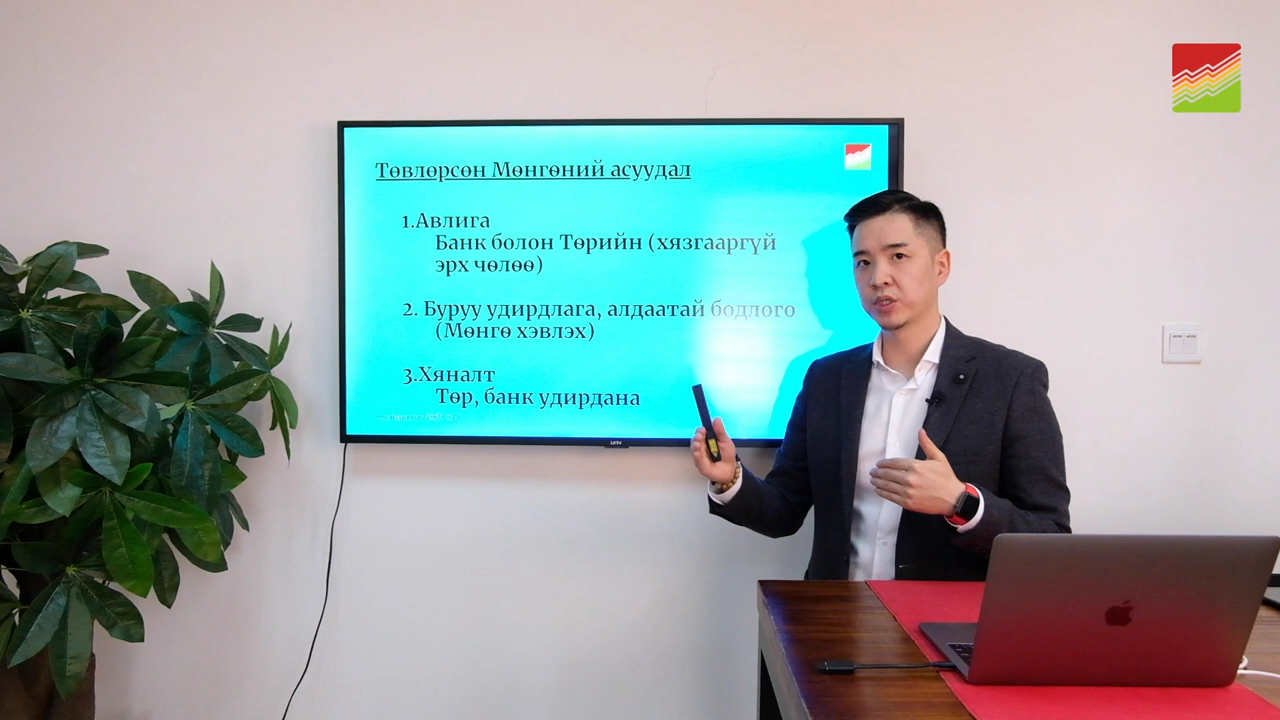 Төвлөрсөн Мөнгөний асуудал
1.Авлига
Банк болон Төрийн (хязгааргүй
эрх чөлөө)
2. Буруу удирдлага, алдаатай бодлого
(Мөнгө хэвлэх)
3.Хяналт
Төр, банк удирдана